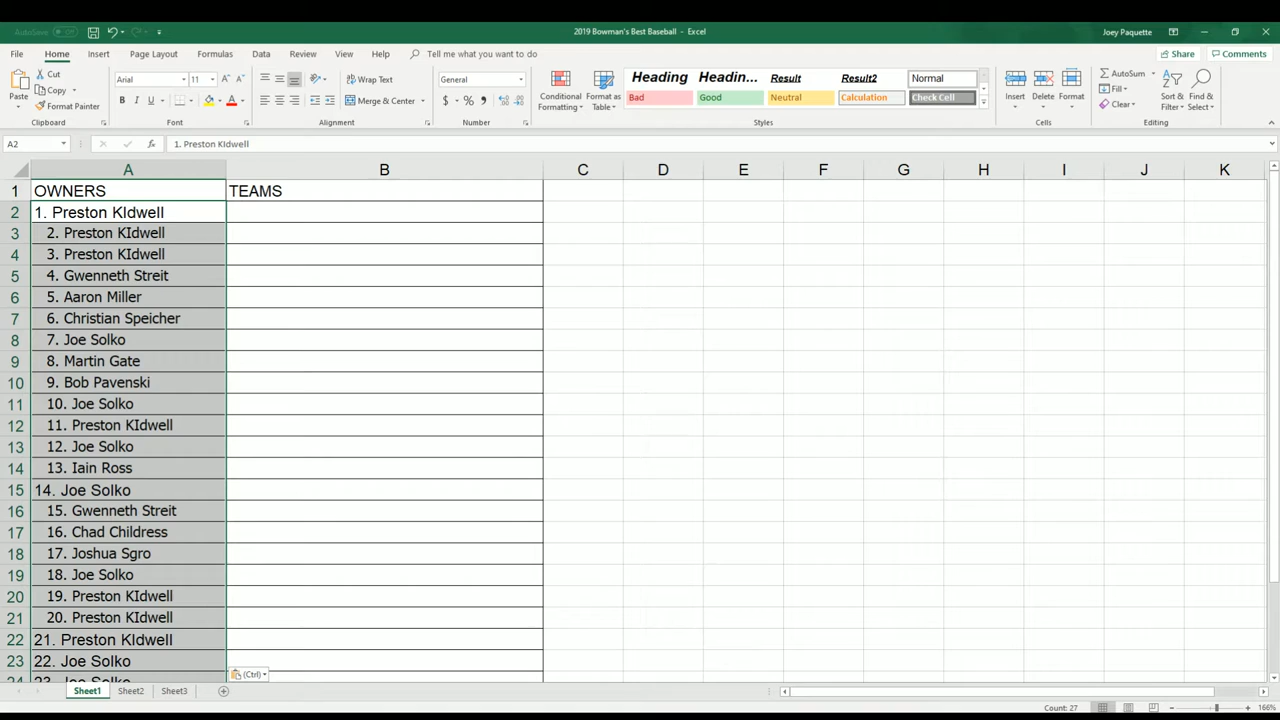 AutoSave Off 2019 Bowman's Best Baseball - Excel Joey Paquette
File Home Insert Page Layout Formulas Data Review View Help Tell me what you want to do Share Comments
Paste Cut Copy Format Painter Clipboard
Arial 11 B I U A Font
Wrap Text Merge & Center Alignment
General $ % Number
Conditional Formatting Format as Table
Heading Headin... Result Result2 Normal
Bad Good Neutral Calculation Check Cell
Styles
Insert Delete Format Cells
AutoSum Fill Clear Sort & Filter Find & Select Editing
A2 fx 1. Preston KIdwell
A B C D E F G H I J K
1 OWNERS TEAMS
2 1. Preston KIdwell
3 2. Preston KIdwell
4 3. Preston KIdwell
5 4. Gwenneth Streit
6 5. Aaron Miller
7 6. Christian Speicher
8 7. Joe Solko
9 8. Martin Gate
10 9. Bob Pavenski
11 10. Joe Solko
12 11. Preston KIdwell
13 12. Joe Solko
14 13. Iain Ross
15 14. Joe Solko
16 15. Gwenneth Streit
17 16. Chad Childress
18 17. Joshua Sgro
19 18. Joe Solko
20 19. Preston KIdwell
21 20. Preston KIdwell
22 21. Preston KIdwell
23 22. Joe Solko
(Ctrl)
24 23. Joe Solko
Sheet1 Sheet2 Sheet3
Count: 27 166%